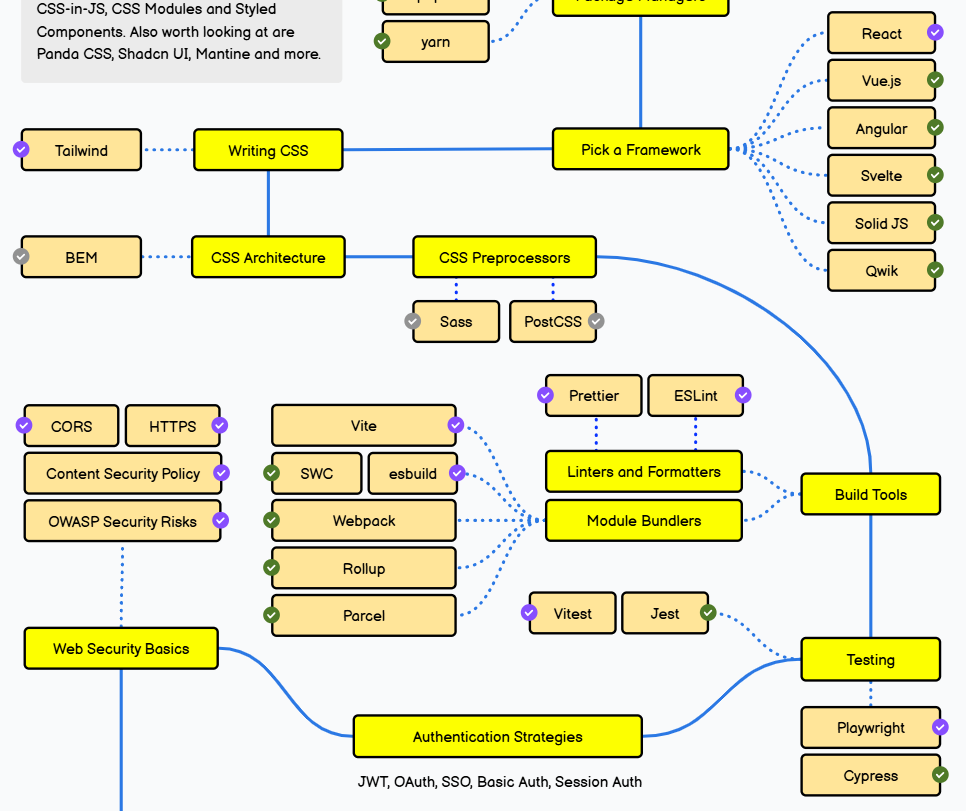 CSS-in-JS, CSS Modules and Styled
Components. Also worth looking at are
Panda CSS, Shadcn UI, Mantine and more.
yarn
React
Vue.js
Angular
Svelte
Solid JS
Qwik
Tailwind
Writing CSS
Pick a Framework
BEM
CSS Architecture
CSS Preprocessors
Sass
PostCSS
Prettier
ESLint
CORS
HTTPS
Vite
Content Security Policy
SWC
esbuild
Linters and Formatters
Build Tools
OWASP Security Risks
Webpack
Module Bundlers
Rollup
Parcel
Vitest
Jest
Web Security Basics
Testing
Authentication Strategies
Playwright
Cypress
JWT, OAuth, SSO, Basic Auth, Session Auth